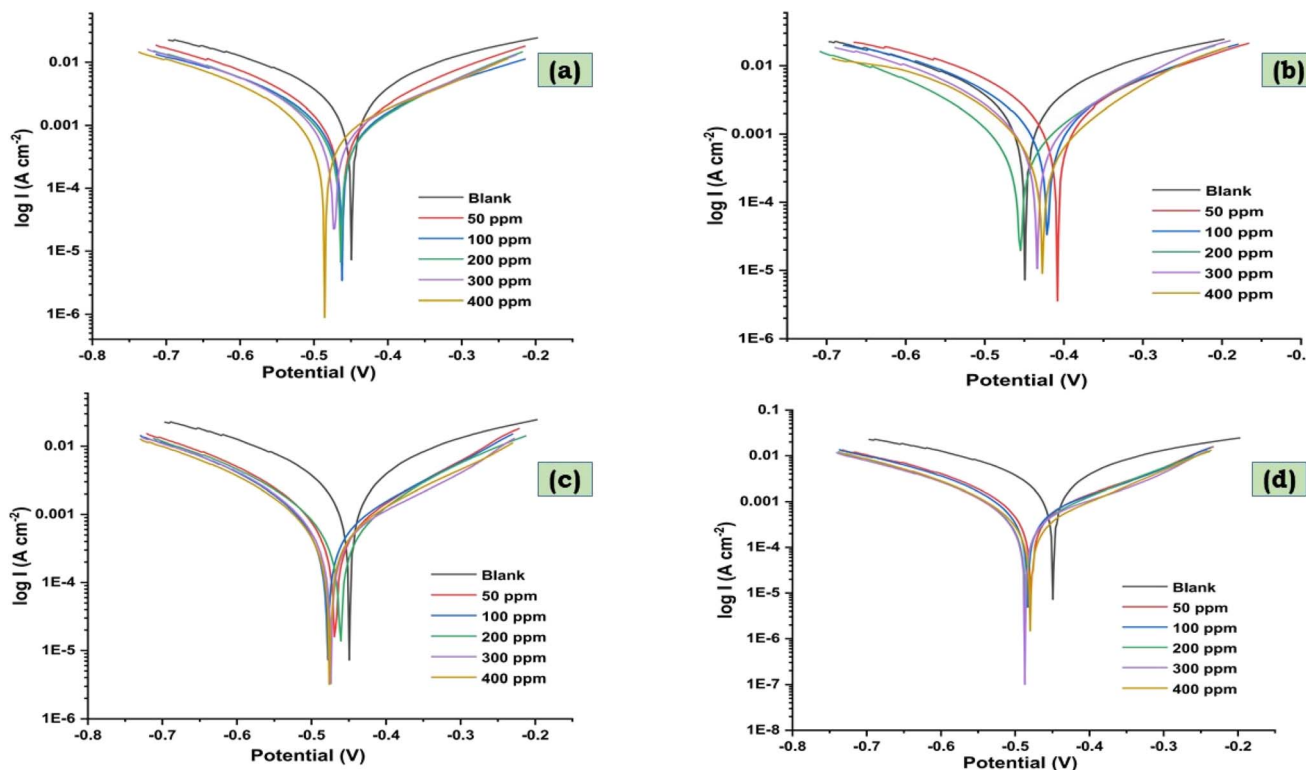 (a)
log I (A cm-2)
0.01
0.001
1E-4
1E-5
1E-6
Blank
50 ppm
100 ppm
200 ppm
300 ppm
400 ppm
-0.8 -0.7 -0.6 -0.5 -0.4 -0.3 -0.2
Potential (V)
(b)
log I (A cm-2)
0.01
0.001
1E-4
1E-5
1E-6
Blank
50 ppm
100 ppm
200 ppm
300 ppm
400 ppm
-0.7 -0.6 -0.5 -0.4 -0.3 -0.2
Potential (V)
(c)
log I (A cm-2)
0.01
0.001
1E-4
1E-5
1E-6
Blank
50 ppm
100 ppm
200 ppm
300 ppm
400 ppm
-0.8 -0.7 -0.6 -0.5 -0.4 -0.3 -0.2
Potential (V)
(d)
log I (A cm-2)
0.1
0.01
0.001
1E-4
1E-5
1E-6
1E-7
1E-8
Blank
50 ppm
100 ppm
200 ppm
300 ppm
400 ppm
-0.8 -0.7 -0.6 -0.5 -0.4 -0.3 -0.2
Potential (V)